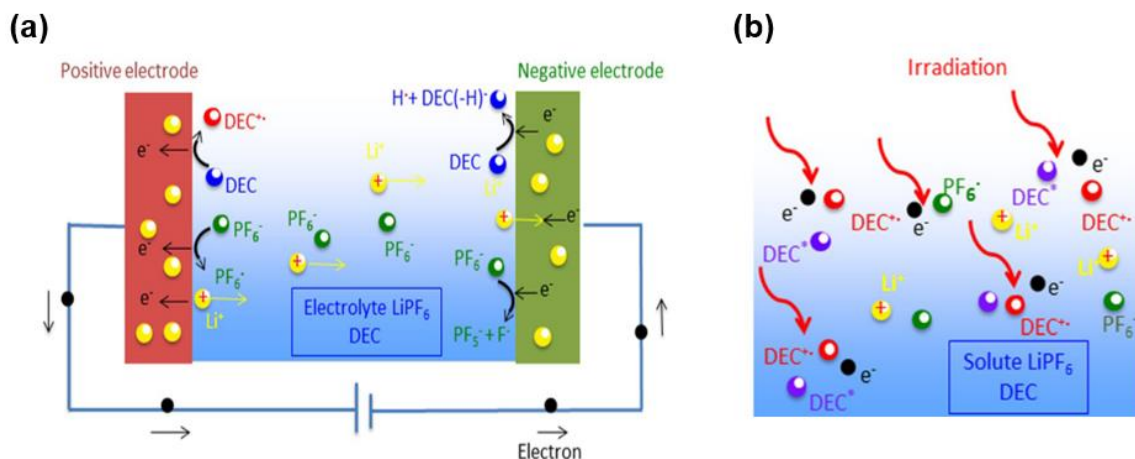 (a)
Positive electrode
Negative electrode
e⁻
DEC⁺·
DEC
e⁻
PF₆⁻
PF₆·
e⁻
Li⁺
PF₆⁻
Li⁺
PF₆⁻
H·+ DEC(-H)·
e⁻
DEC
Li⁺
e⁻
PF₆⁻
e⁻
PF₅⁻ + F⁻
Electrolyte LiPF₆
DEC
Electron
(b)
Irradiation
e⁻
DEC⁺·
e⁻
PF₆·
DEC*
e⁻
DEC⁺·
DEC*
Li⁺
Li⁺
Li⁺
e⁻
DEC⁺·
PF₆⁻
DEC⁺·
e⁻
DEC*
Solute LiPF₆
DEC